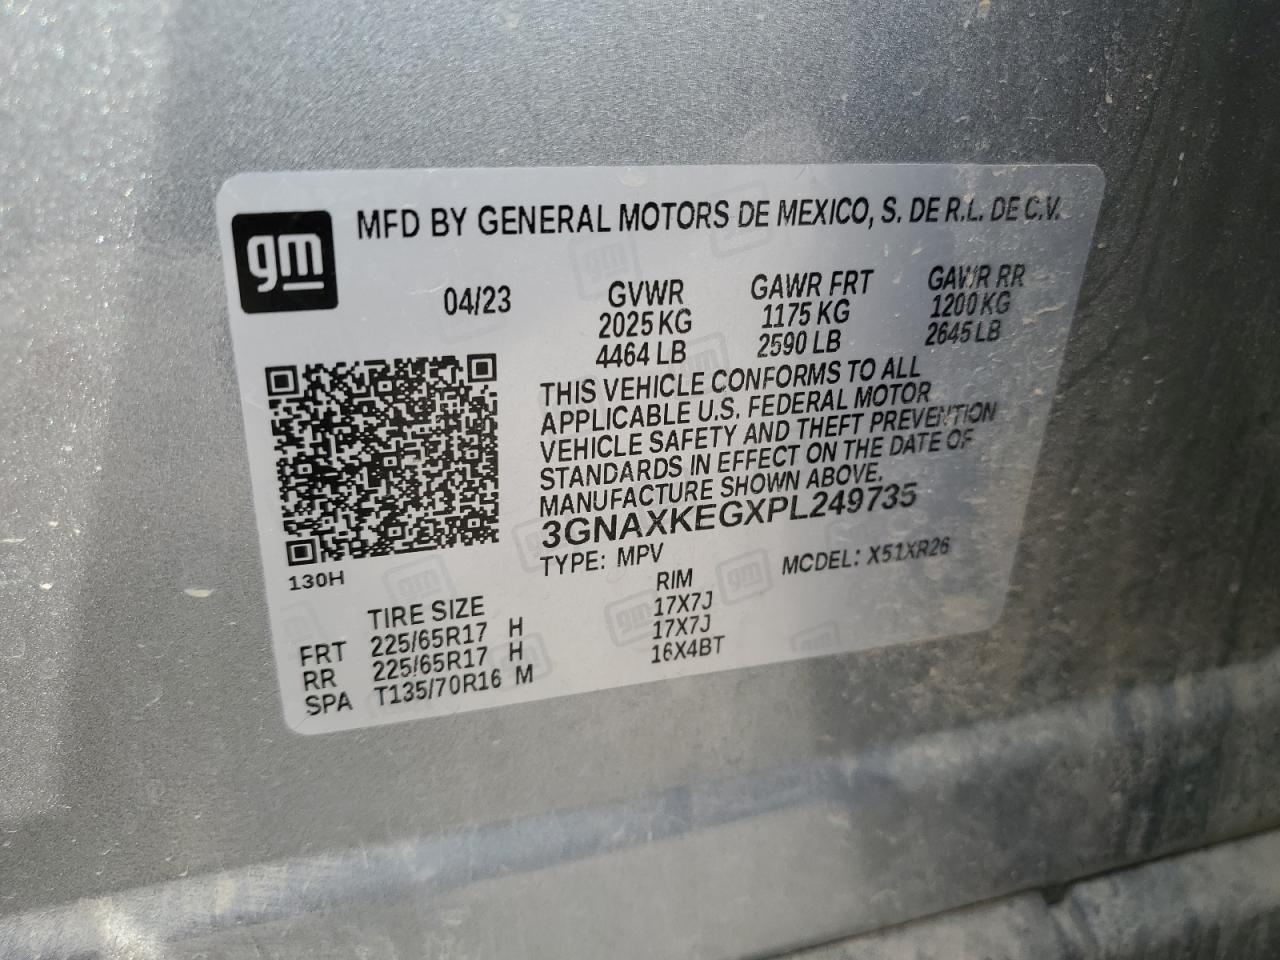 gm
MFD BY GENERAL MOTORS DE MEXICO, S. DE R.L. DE C.V.
04/23 GVWR GAWR FRT GAWR RR
2025 KG 1175 KG 1200 KG
4464 LB 2590 LB 2645 LB
THIS VEHICLE CONFORMS TO ALL
APPLICABLE U.S. FEDERAL MOTOR
VEHICLE SAFETY AND THEFT PREVENTION
STANDARDS IN EFFECT ON THE DATE OF
MANUFACTURE SHOWN ABOVE.
3GNAXKEGXPL249735
TYPE: MPV MODEL: X51XR26
130H
TIRE SIZE RIM
FRT 225/65R17 H 17X7J
RR 225/65R17 H 17X7J
SPA T135/70R16 M 16X4BT